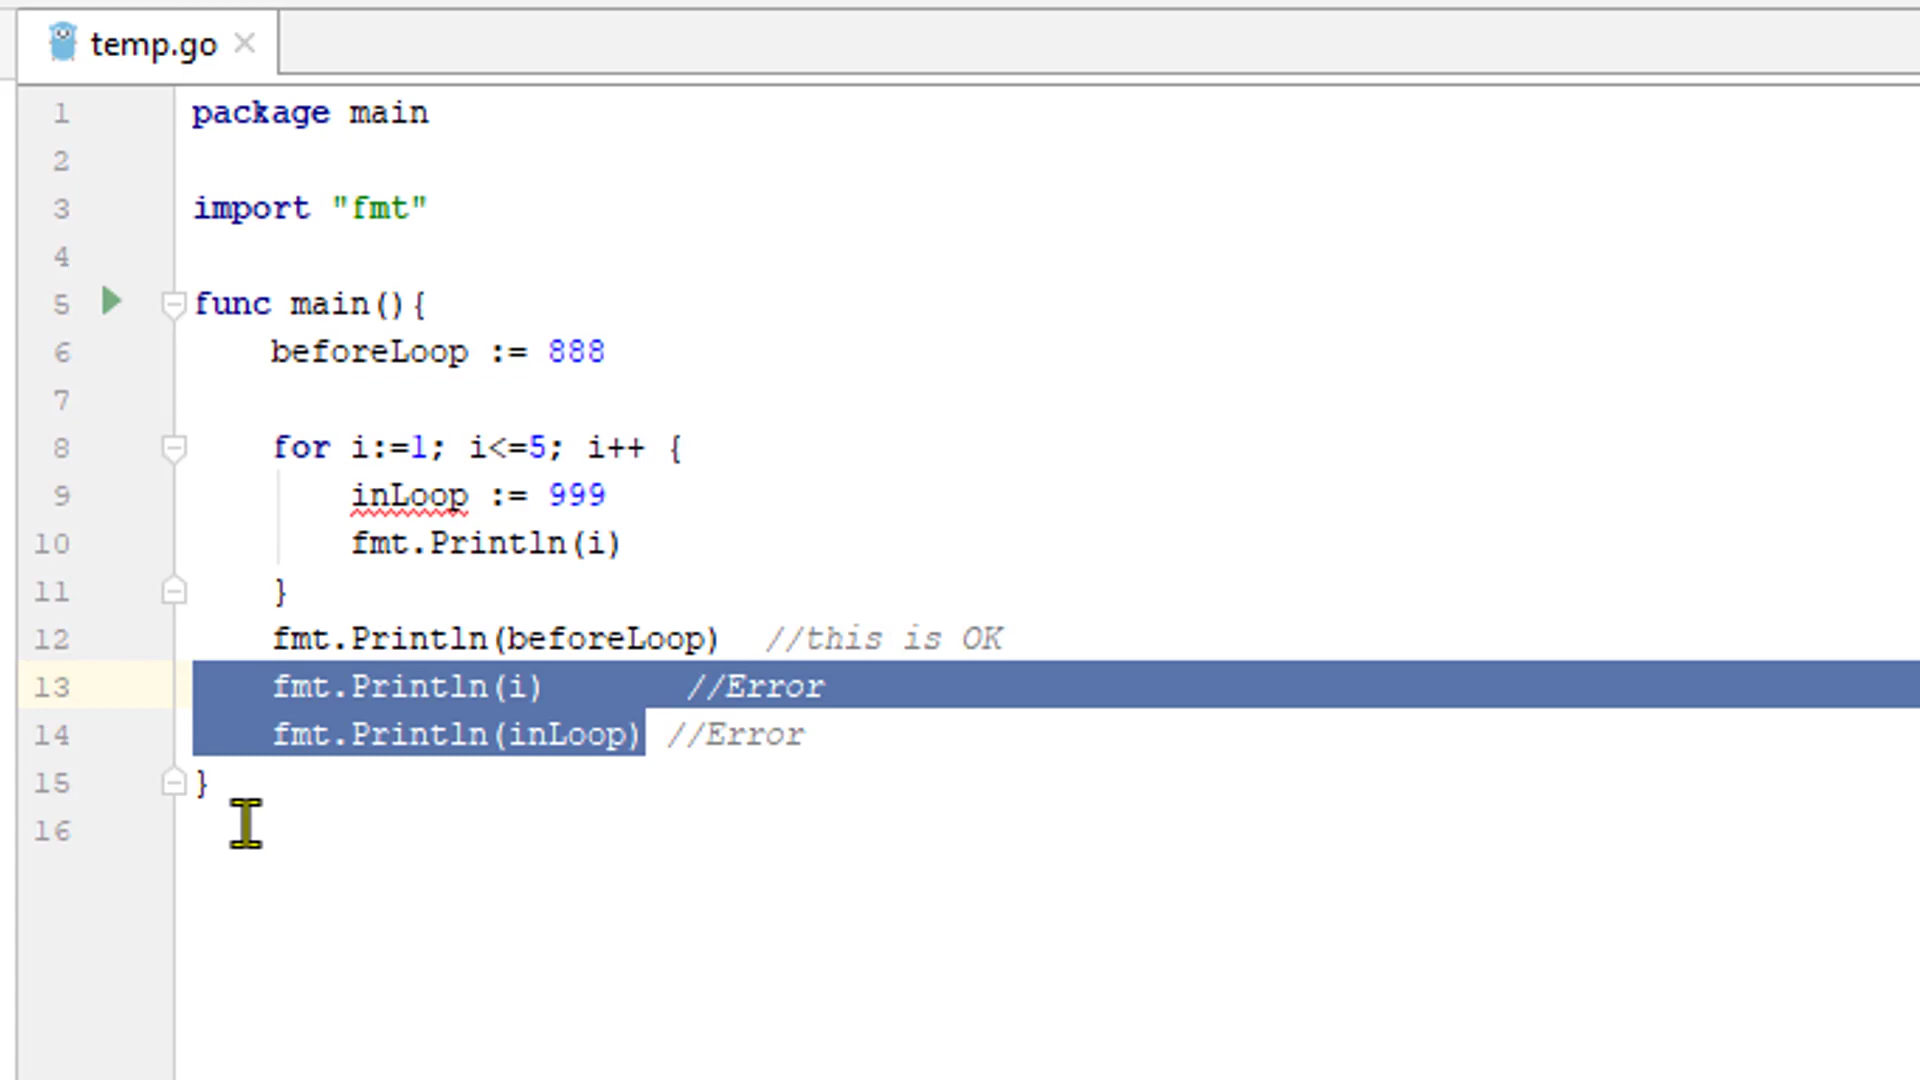 temp.go
1 package main
2
3 import "fmt"
4
5 func main(){
6 beforeLoop := 888
7
8 for i:=1; i<=5; i++ {
9 inLoop := 999
10 fmt.Println(i)
11 }
12 fmt.Println(beforeLoop) //this is OK
13 fmt.Println(i) //Error
14 fmt.Println(inLoop) //Error
15 }
16